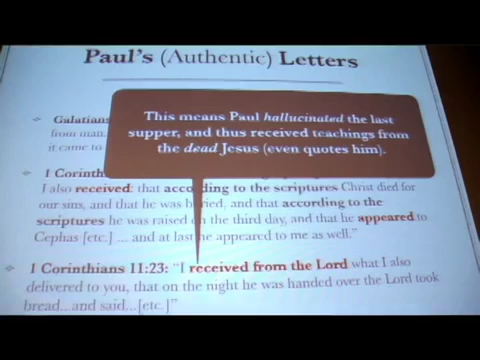 Paul's (Authentic) Letters
Galatians
from man.
it came to
This means Paul hallucinated the last
supper, and thus received teachings from
the dead Jesus (even quotes him).
1 Corinth
I also received: that according to the scriptures Christ died for
our sins, and that he was buried, and that according to the
scriptures he was raised on the third day, and that he appeared to
Cephas [etc.] ... and at last he appeared to me as well."
1 Corinthians 11:23: "I received from the Lord what I also
delivered to you, that on the night he was handed over the Lord took
bread...and said...[etc.]"